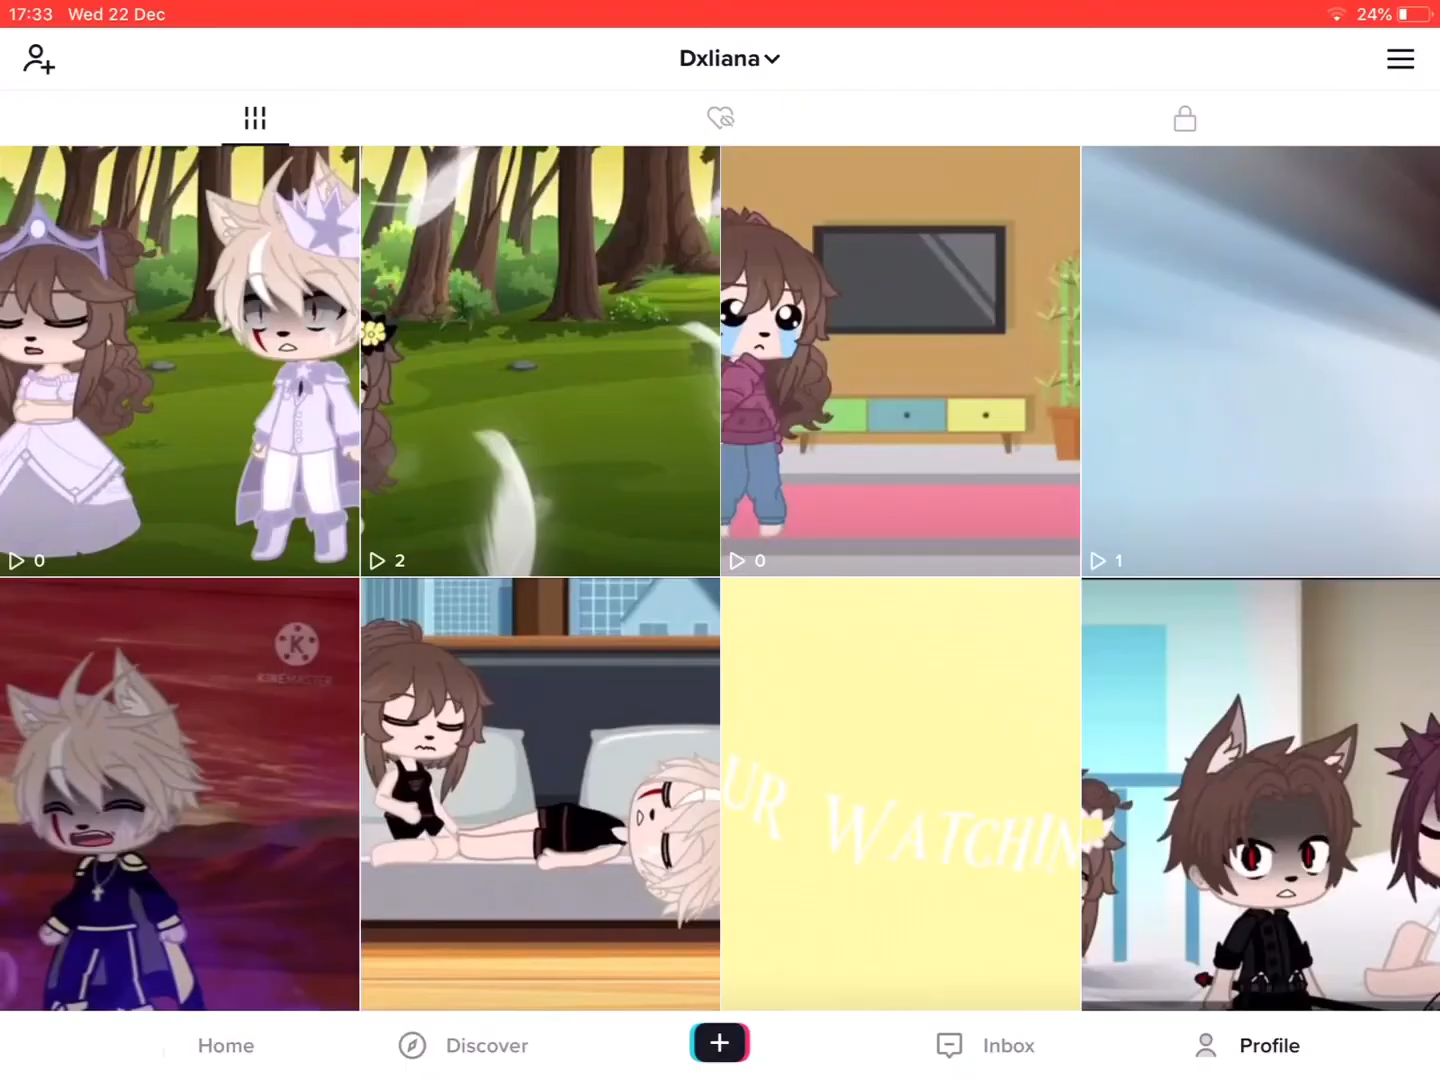 17:33 Wed 22 Dec
24%
Dxliana
0
2
0
1
K
KINEMASTER
UR WATCHIN
Home
Discover
Inbox
Profile